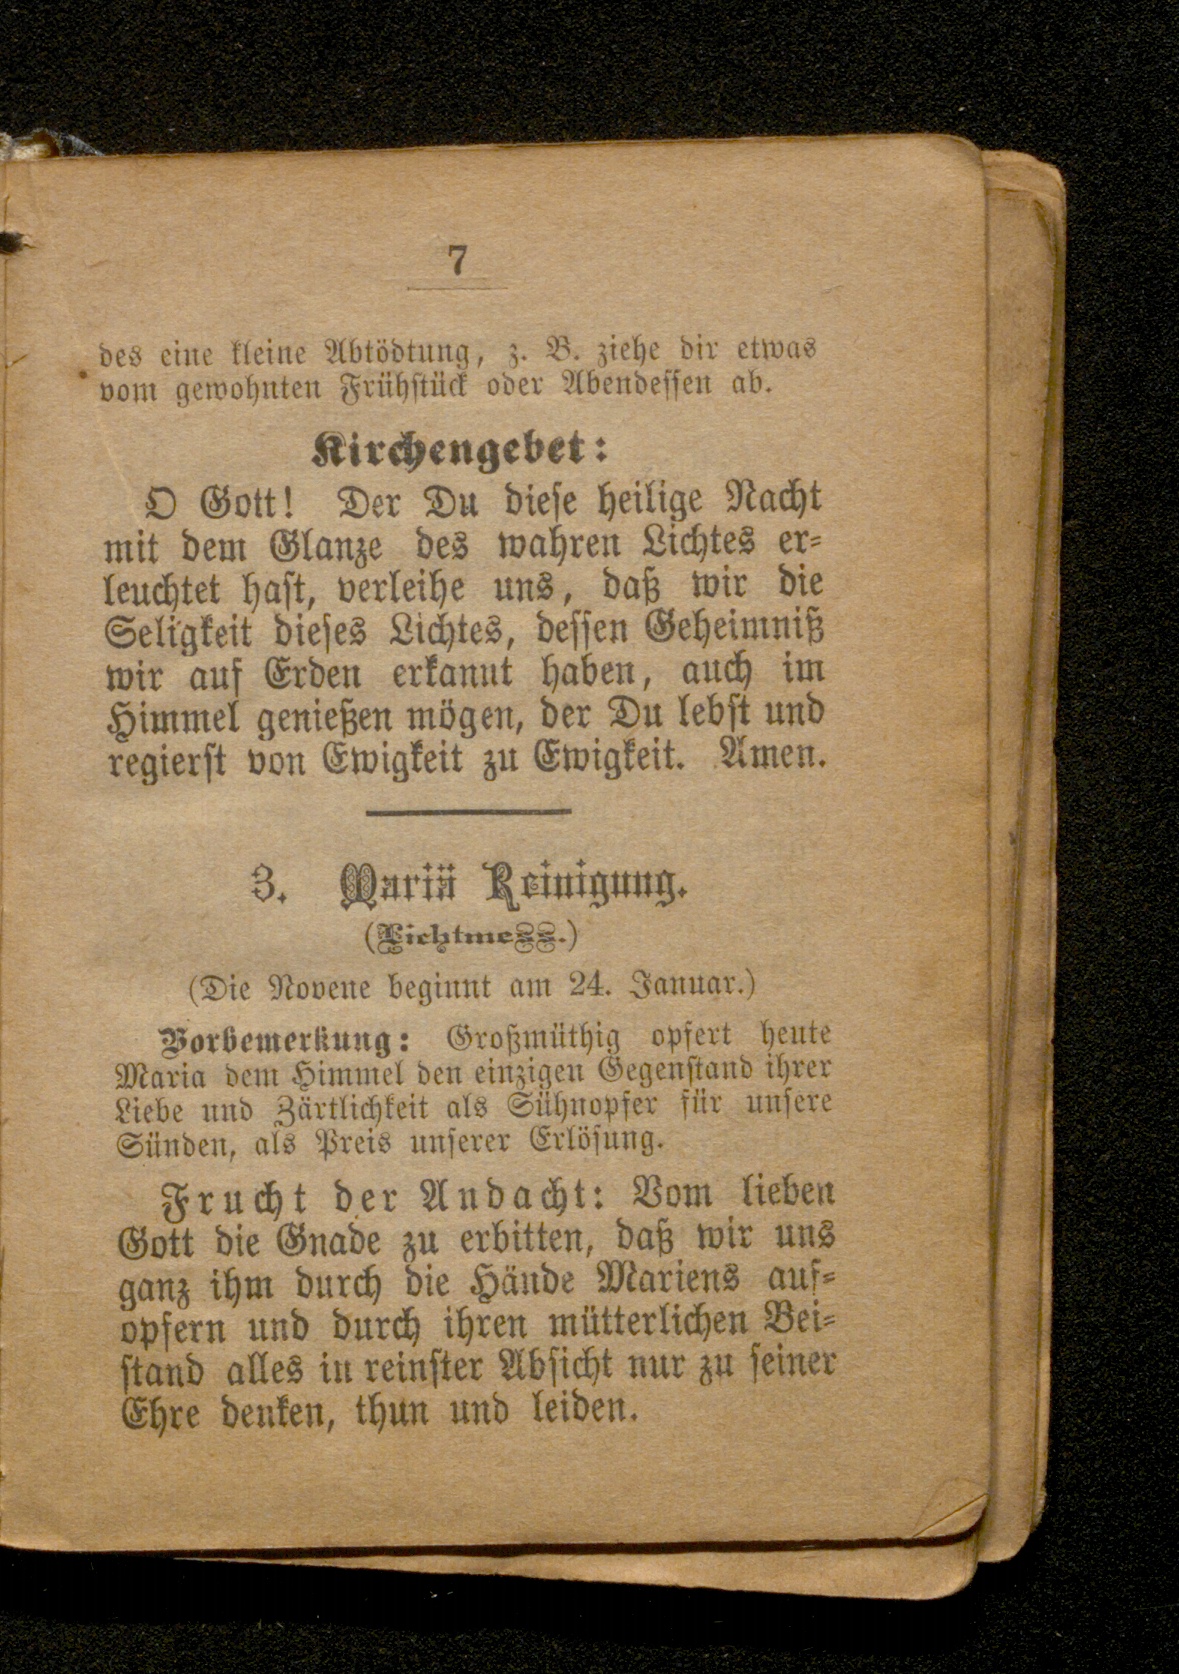 7
des eine kleine Abtödtung, z. B. ziehe dir etwas
vom gewohnten Frühstück oder Abendessen ab.
Kirchengebet:
O Gott! Der Du diese heilige Nacht
mit dem Glanze des wahren Lichtes er-
leuchtet hast, verleihe uns, daß wir die
Seligkeit dieses Lichtes, dessen Geheimniß
wir auf Erden erkannt haben, auch im
Himmel genießen mögen, der Du lebst und
regierst von Ewigkeit zu Ewigkeit. Amen.
3. Mariä Reinigung.
(Lichtmess.)
(Die Novene beginnt am 24. Januar.)
Vorbemerkung: Großmüthig opfert heute
Maria dem Himmel den einzigen Gegenstand ihrer
Liebe und Zärtlichkeit als Sühnopfer für unsere
Sünden, als Preis unserer Erlösung.
Frucht der Andacht: Vom lieben
Gott die Gnade zu erbitten, daß wir uns
ganz ihm durch die Hände Mariens auf-
opfern und durch ihren mütterlichen Bei-
stand alles in reinster Absicht nur zu seiner
Ehre denken, thun und leiden.